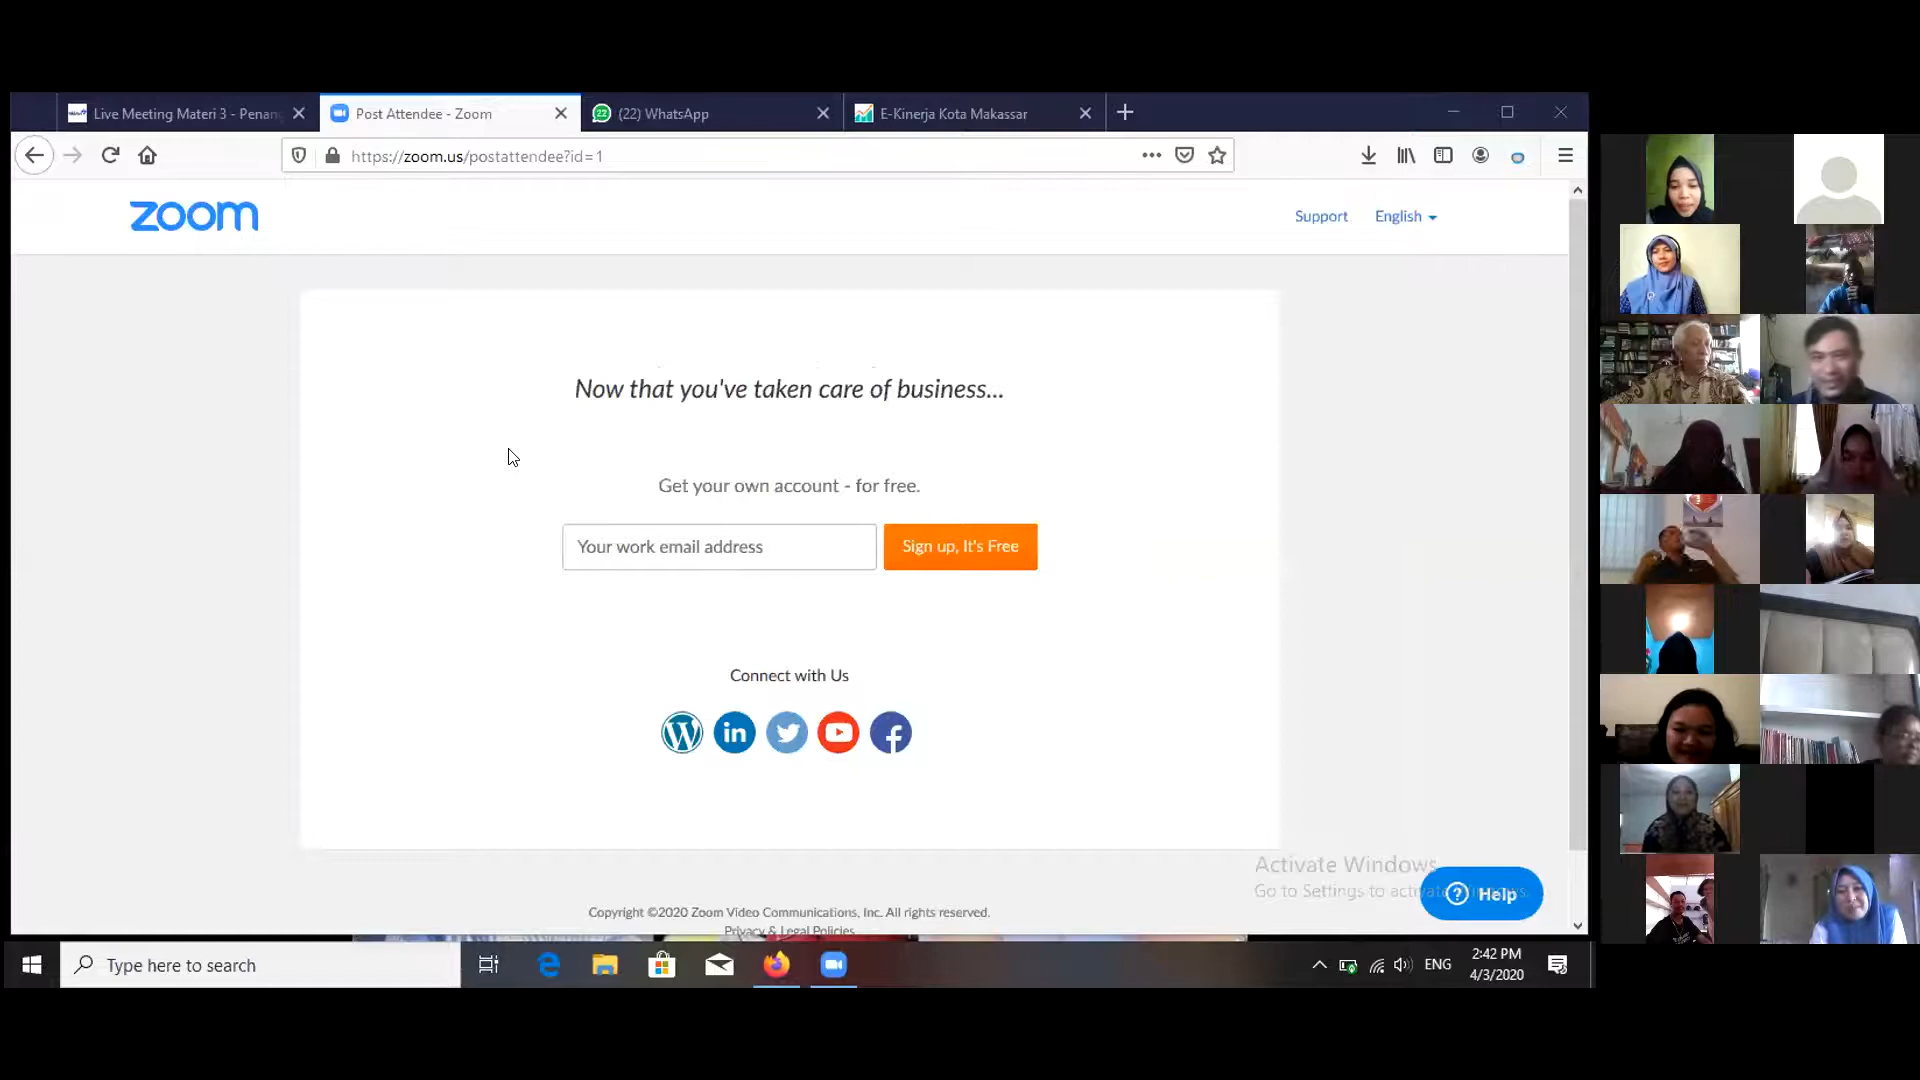 Live Meeting Materi 3 - Penang
Post Attendee - Zoom
22
(22) WhatsApp
E-Kinerja Kota Makassar
https://zoom.us/postattendee?id=1
zoom
Support
English
Now that you've taken care of business...
Get your own account - for free.
Your work email address
Sign up, It's Free
Connect with Us
Activate Windows
Go to Settings to activate Windows.
Help
Copyright ©2020 Zoom Video Communications, Inc. All rights reserved.
Privacy & Legal Policies
Type here to search
ENG
2:42 PM
4/3/2020